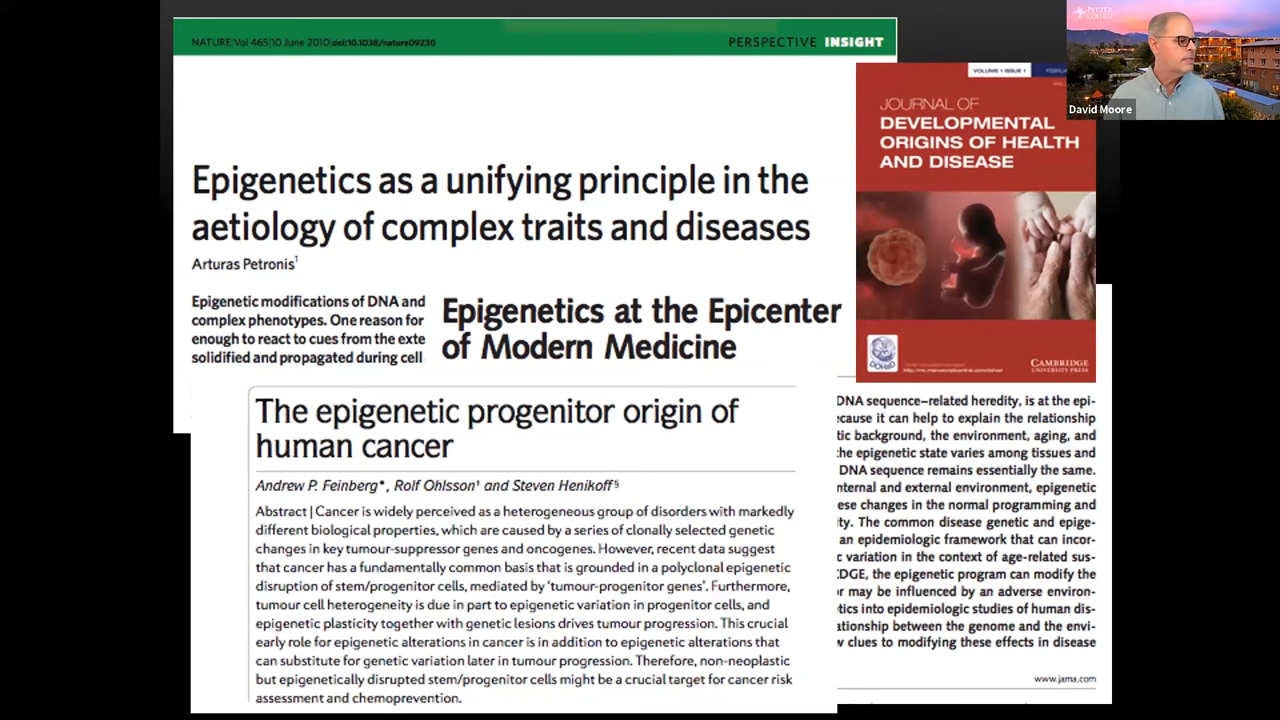 NATURE|Vol 465|10 June 2010|doi:10.1038/nature09230
PERSPECTIVE INSIGHT
Epigenetics as a unifying principle in the
aetiology of complex traits and diseases
Arturas Petronis1
Epigenetic modifications of DNA and
complex phenotypes. One reason for
enough to react to cues from the exte
solidified and propagated during cell
Epigenetics at the Epicenter
of Modern Medicine
The epigenetic progenitor origin of
human cancer
Andrew P. Feinberg*, Rolf Ohlsson† and Steven Henikoff§
Abstract | Cancer is widely perceived as a heterogeneous group of disorders with markedly
different biological properties, which are caused by a series of clonally selected genetic
changes in key tumour-suppressor genes and oncogenes. However, recent data suggest
that cancer has a fundamentally common basis that is grounded in a polyclonal epigenetic
disruption of stem/progenitor cells, mediated by 'tumour-progenitor genes'. Furthermore,
tumour cell heterogeneity is due in part to epigenetic variation in progenitor cells, and
epigenetic plasticity together with genetic lesions drives tumour progression. This crucial
early role for epigenetic alterations in cancer is in addition to epigenetic alterations that
can substitute for genetic variation later in tumour progression. Therefore, non-neoplastic
but epigenetically disrupted stem/progenitor cells might be a crucial target for cancer risk
assessment and chemoprevention.
VOLUME 1 ISSUE 1
JOURNAL OF
DEVELOPMENTAL
ORIGINS OF HEALTH
AND DISEASE
CAMBRIDGE
UNIVERSITY PRESS
DNA sequence–related heredity, is at the epi-
ecause it can help to explain the relationship
tic background, the environment, aging, and
he epigenetic state varies among tissues and
DNA sequence remains essentially the same.
nternal and external environment, epigenetic
ese changes in the normal programming and
ity. The common disease genetic and epige-
an epidemiologic framework that can incor-
c variation in the context of age-related sus-
CDGE, the epigenetic program can modify the
or may be influenced by an adverse environ-
etics into epidemiologic studies of human dis-
ationship between the genome and the envi-
w clues to modifying these effects in disease
www.jama.com
PITZER
COLLEGE
David Moore